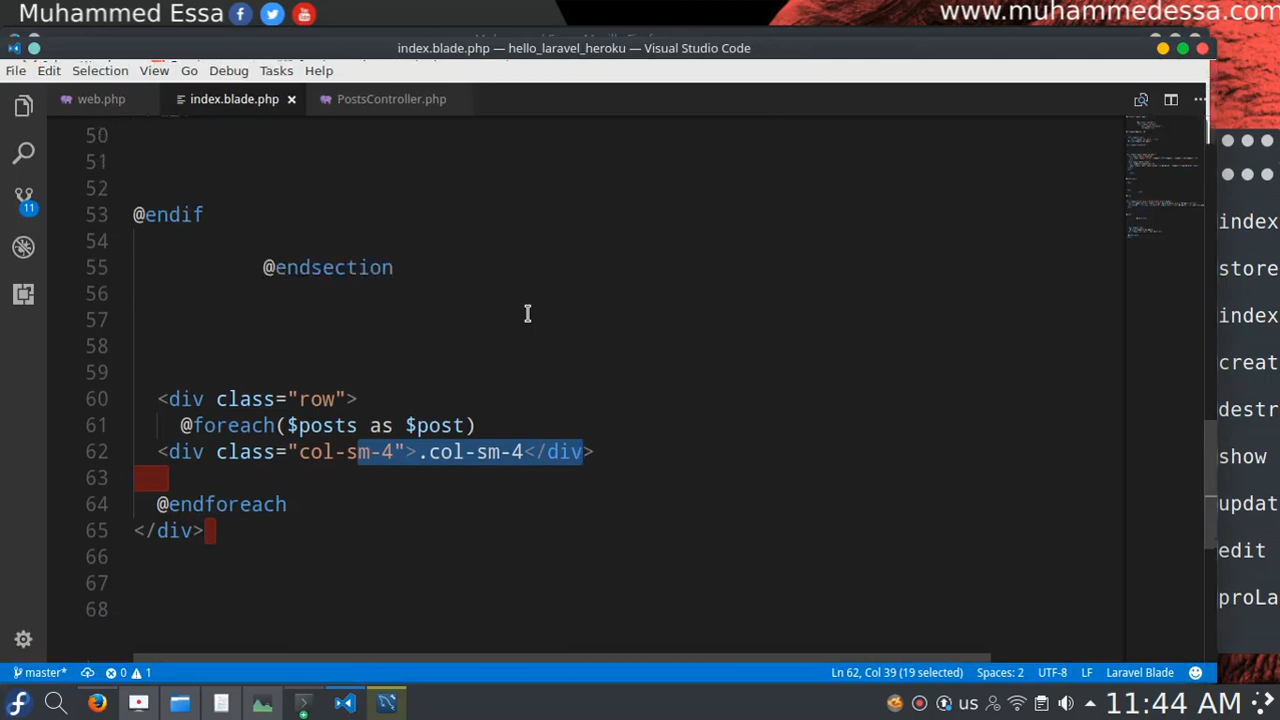 Muhammed Essa
www.muhammedessa.com
index.blade.php — hello_laravel_heroku — Visual Studio Code
File Edit Selection View Go Debug Tasks Help
web.php index.blade.php × PostsController.php
50
51
52
53 @endif
54
55 @endsection
56
57
58
59
60 <div class="row">
61 @foreach($posts as $post)
62 <div class="col-sm-4">.col-sm-4</div>
63
64 @endforeach
65 </div>
66
67
68
11
index
store
index
creat
destr
show
updat
edit
proLa
master* 0 1 Ln 62, Col 39 (19 selected) Spaces: 2 UTF-8 LF Laravel Blade
us 11:44 AM